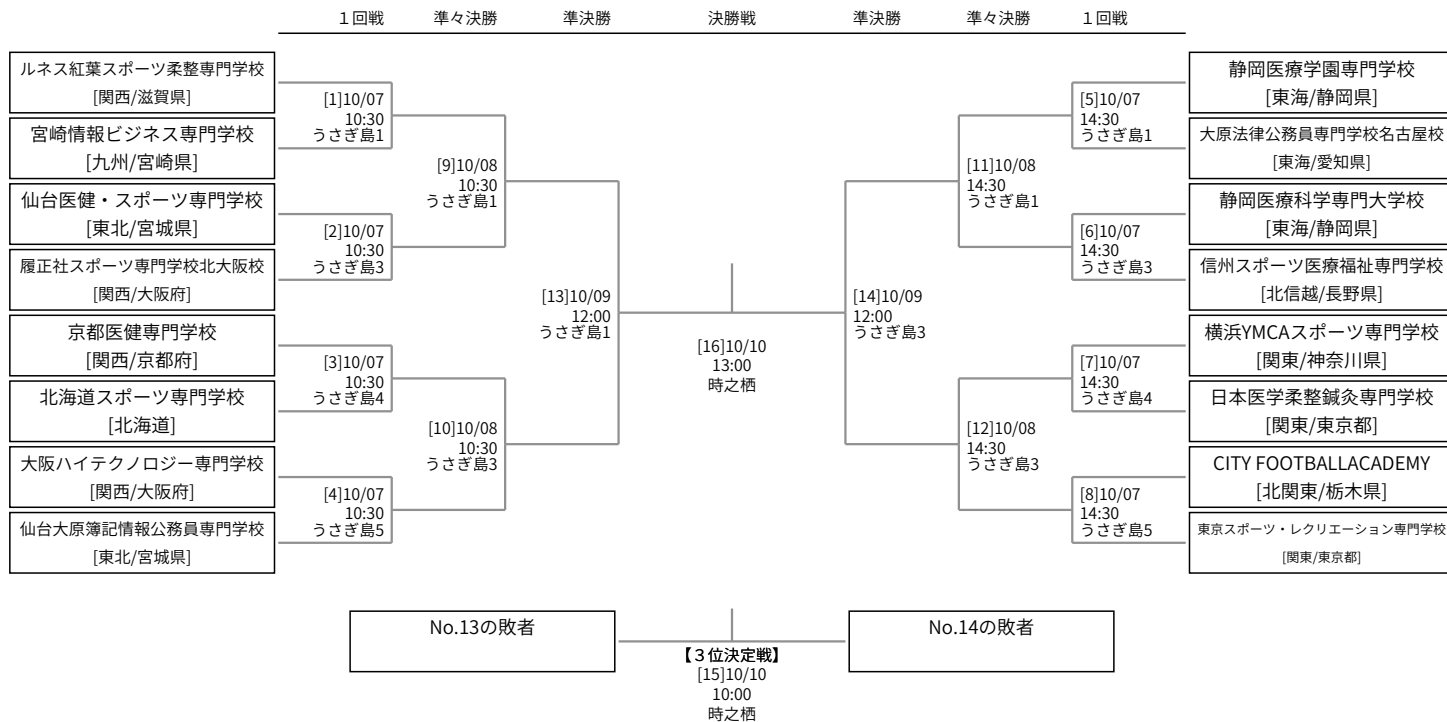 １回戦 準々決勝 準決勝 決勝戦 準決勝 準々決勝 １回戦
ルネス紅葉スポーツ柔整専門学校
[関西/滋賀県]
宮崎情報ビジネス専門学校
[九州/宮崎県]
仙台医健・スポーツ専門学校
[東北/宮城県]
履正社スポーツ専門学校北大阪校
[関西/大阪府]
京都医健専門学校
[関西/京都府]
北海道スポーツ専門学校
[北海道]
大阪ハイテクノロジー専門学校
[関西/大阪府]
仙台大原簿記情報公務員専門学校
[東北/宮城県]
[1]10/07
10:30
うさぎ島1
[2]10/07
10:30
うさぎ島3
[3]10/07
10:30
うさぎ島4
[4]10/07
10:30
うさぎ島5
[9]10/08
10:30
うさぎ島1
[10]10/08
10:30
うさぎ島3
[13]10/09
12:00
うさぎ島1
[16]10/10
13:00
時之栖
[14]10/09
12:00
うさぎ島3
[11]10/08
14:30
うさぎ島1
[12]10/08
14:30
うさぎ島3
[5]10/07
14:30
うさぎ島1
[6]10/07
14:30
うさぎ島3
[7]10/07
14:30
うさぎ島4
[8]10/07
14:30
うさぎ島5
静岡医療学園専門学校
[東海/静岡県]
大原法律公務員専門学校名古屋校
[東海/愛知県]
静岡医療科学専門大学校
[東海/静岡県]
信州スポーツ医療福祉専門学校
[北信越/長野県]
横浜YMCAスポーツ専門学校
[関東/神奈川県]
日本医学柔整鍼灸専門学校
[関東/東京都]
CITY FOOTBALLACADEMY
[北関東/栃木県]
東京スポーツ・レクリエーション専門学校
[関東/東京都]
No.13の敗者
No.14の敗者
【３位決定戦】
[15]10/10
10:00
時之栖